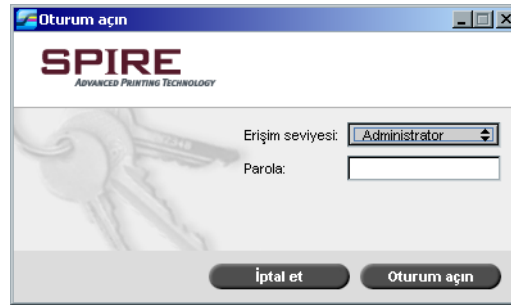 Oturum açın
SPIRE
ADVANCED PRINTING TECHNOLOGY
Erişim seviyesi: Administrator
Parola:
İptal et Oturum açın